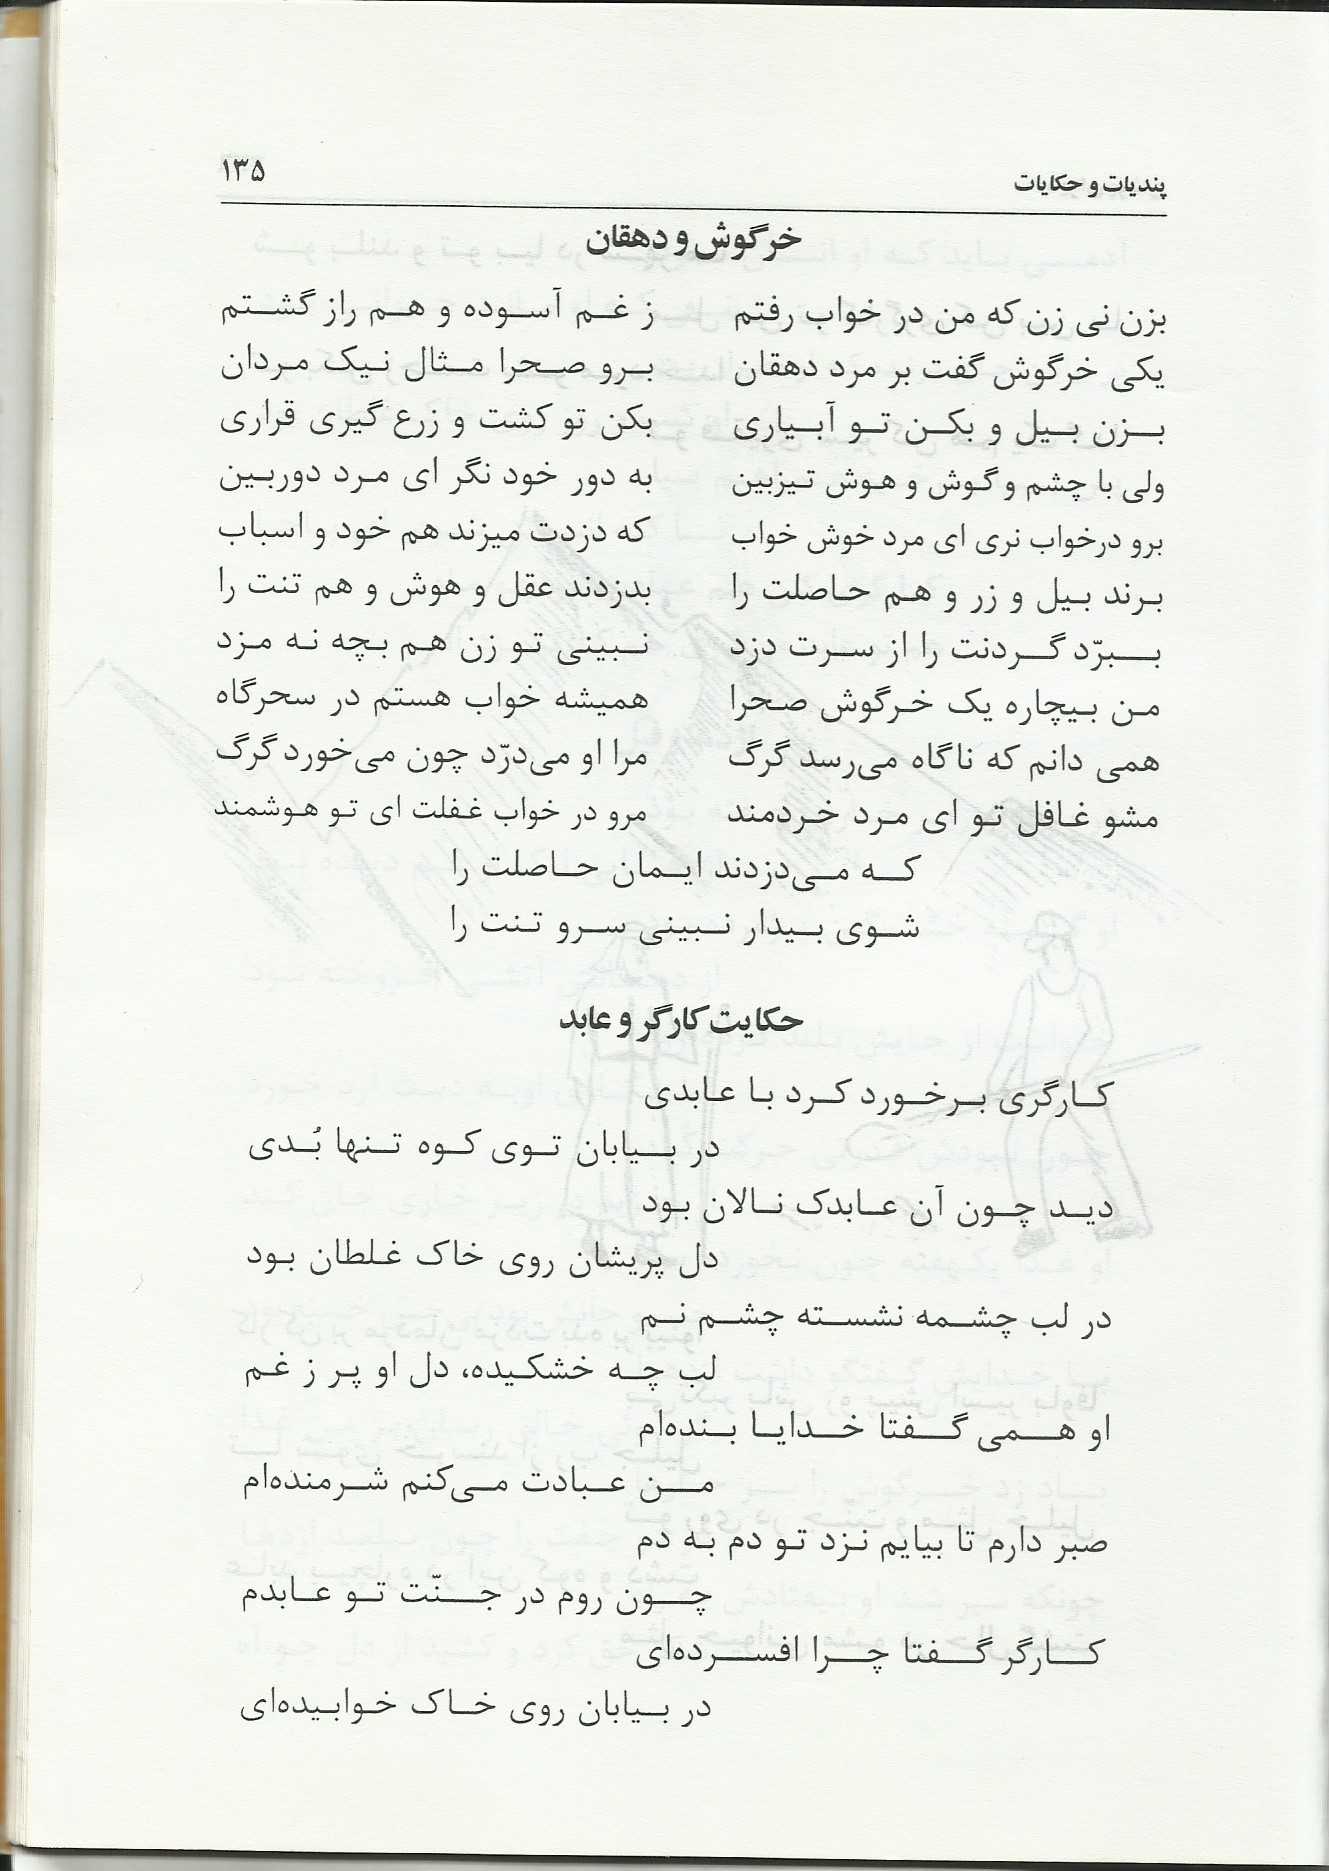 پندیات و حکایات ۱۳۵
خرگوش و دهقان
بزن نی زن که من در خواب رفتم ز غم آسوده و هم راز گشتم
یکی خرگوش گفت بر مرد دهقان برو صحرا مثال نیک مردان
بزن بیل و بکن تو آبیاری بکن تو کشت و زرع گیری قراری
ولی با چشم و گوش و هوش تیزبین به دور خود نگر ای مرد دوربین
برو درخواب نری ای مرد خوش خواب که دزدت میزند هم خود و اسباب
برند بیل و زر و هم حاصلت را بدزدند عقل و هوش و هم تنت را
ببرّد گردنت را از سرت دزد نبینی تو زن هم بچه نه مزد
من بیچاره یک خرگوش صحرا همیشه خواب هستم در سحرگاه
همی دانم که ناگاه می‌رسد گرگ مرا او می‌درّد چون می‌خورد گرگ
مشو غافل تو ای مرد خردمند مرو در خواب غفلت ای تو هوشمند
که می‌دزدند ایمان حاصلت را
شوی بیدار نبینی سرو تنت را
حکایت کارگر و عابد
کارگری برخورد کرد با عابدی
در بیابان توی کوه تنها بُدی
دید چون آن عابدک نالان بود
دل پریشان روی خاک غلطان بود
در لب چشمه نشسته چشم نم
لب چه خشکیده، دل او پر ز غم
او همی گفتا خدایا بنده‌ام
من عبادت می‌کنم شرمنده‌ام
صبر دارم تا بیایم نزد تو دم به دم
چون روم در جنّت تو عابدم
کارگر گفتا چرا افسرده‌ای
در بیابان روی خاک خوابیده‌ای